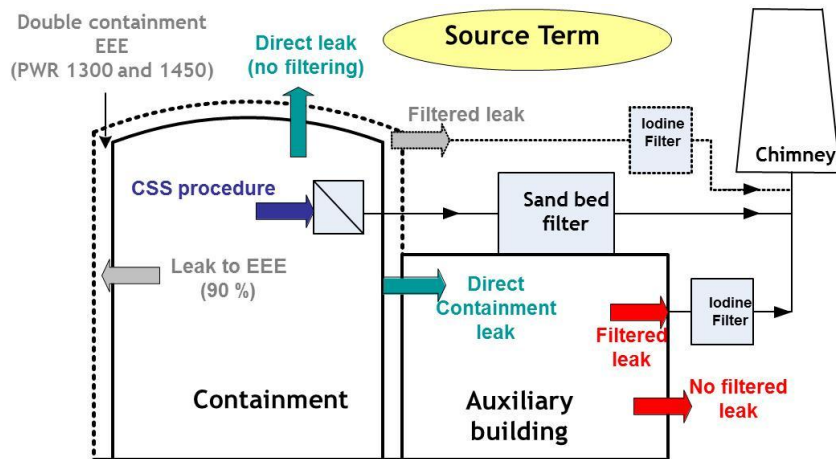 Double containment
EEE
(PWR 1300 and 1450)
Direct leak
(no filtering)
Source Term
Filtered leak
Iodine
Filter
Chimney
CSS procedure
Sand bed
filter
Leak to EEE
(90 %)
Direct
Containment
leak
Iodine
Filter
Filtered
leak
No filtered
leak
Containment
Auxiliary
building